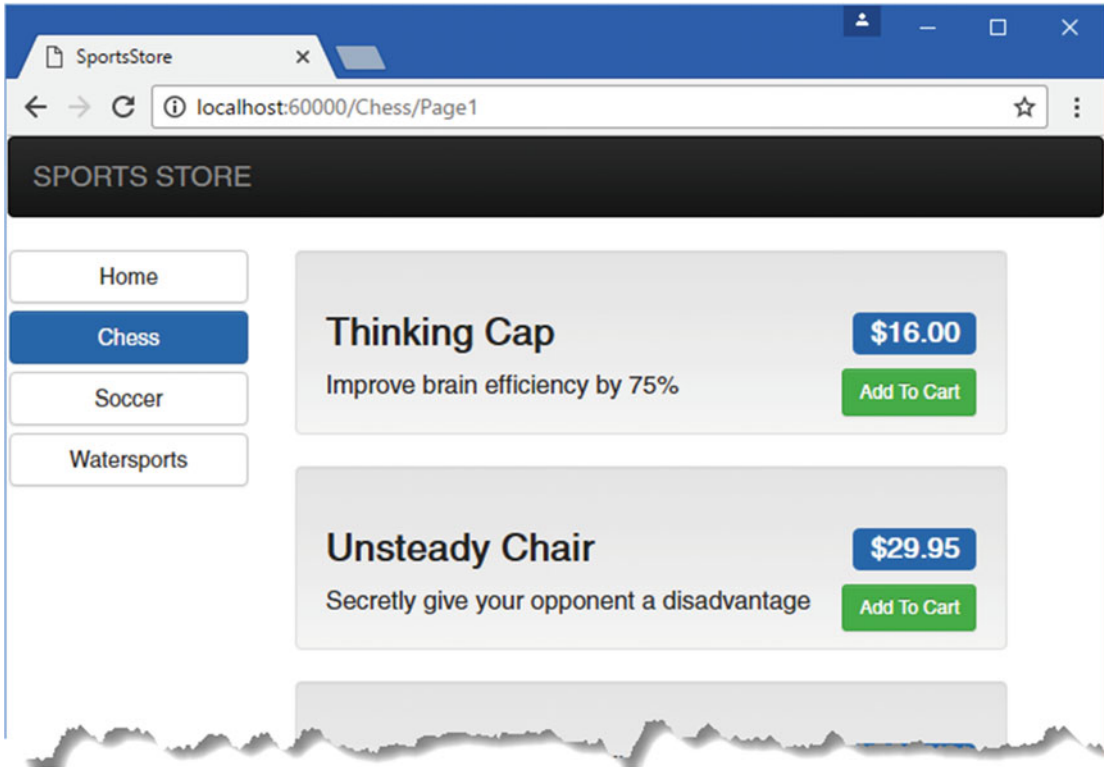 SportsStore
localhost:60000/Chess/Page1
SPORTS STORE
Home
Chess
Soccer
Watersports
Thinking Cap
$16.00
Improve brain efficiency by 75%
Add To Cart
Unsteady Chair
$29.95
Secretly give your opponent a disadvantage
Add To Cart